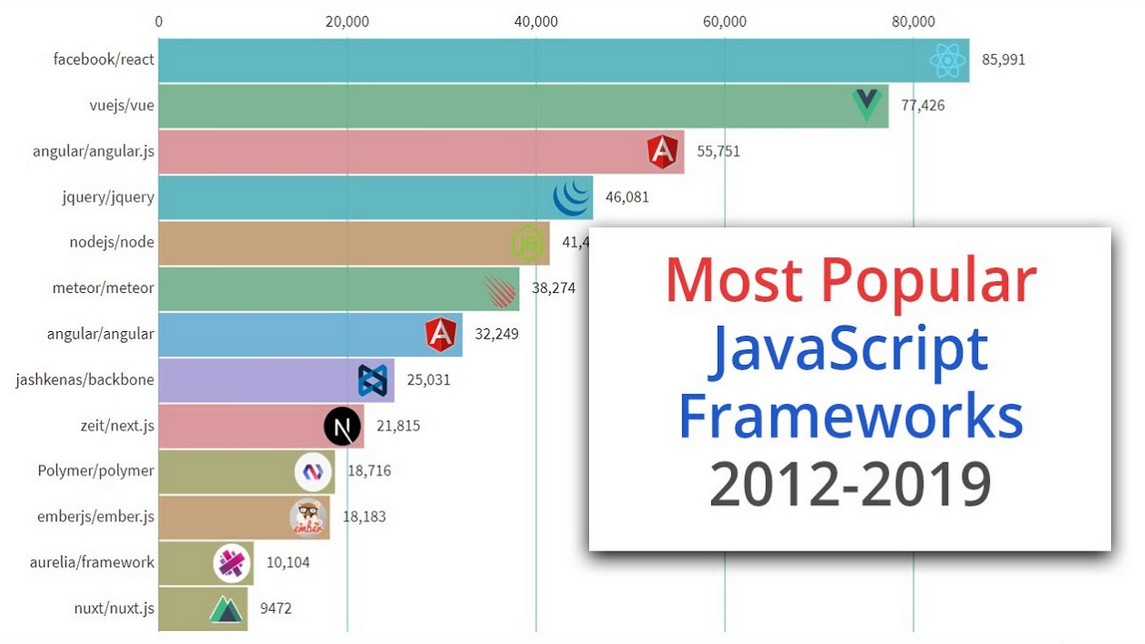 0 20,000 40,000 60,000 80,000
facebook/react 85,991
vuejs/vue 77,426
angular/angular.js 55,751
jquery/jquery 46,081
nodejs/node 41,4
meteor/meteor 38,274
angular/angular 32,249
jashkenas/backbone 25,031
zeit/next.js N 21,815
Polymer/polymer 18,716
emberjs/ember.js ember 18,183
aurelia/framework 10,104
nuxt/nuxt.js 9472
Most Popular
JavaScript
Frameworks
2012-2019